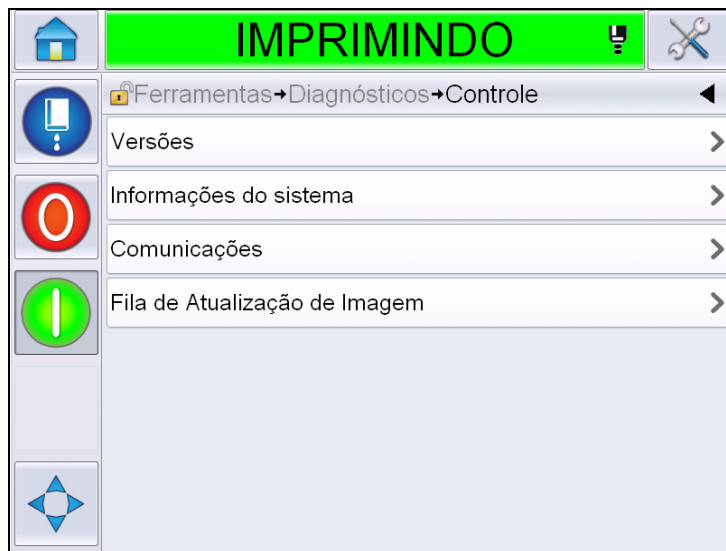 IMPRIMINDO
Ferramentas→Diagnósticos→Controle
Versões
Informações do sistema
Comunicações
Fila de Atualização de Imagem